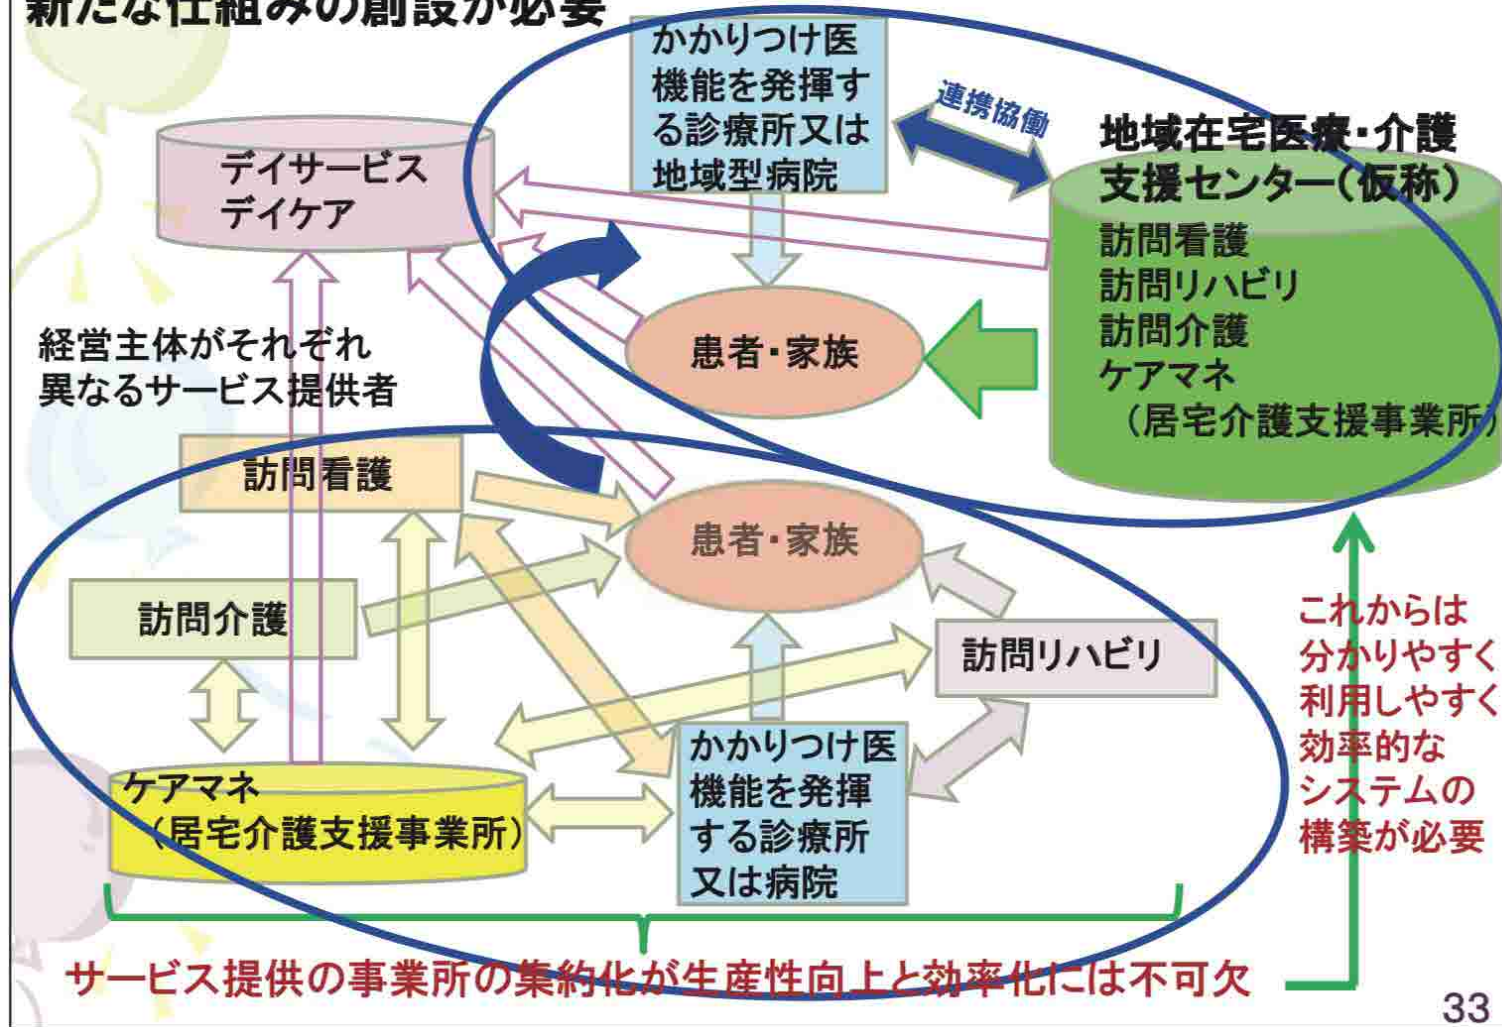 新たな仕組みの創設が必要
かかりつけ医
機能を発揮す
る診療所又は
地域型病院
連携協働
地域在宅医療・介護
支援センター（仮称）
訪問看護
訪問リハビリ
訪問介護
ケアマネ
（居宅介護支援事業所）
デイサービス
デイケア
患者・家族
経営主体がそれぞれ
異なるサービス提供者
訪問看護
患者・家族
訪問介護
訪問リハビリ
ケアマネ
（居宅介護支援事業所）
かかりつけ医
機能を発揮
する診療所
又は病院
これからは
分かりやすく
利用しやすく
効率的な
システムの
構築が必要
サービス提供の事業所の集約化が生産性向上と効率化には不可欠
33